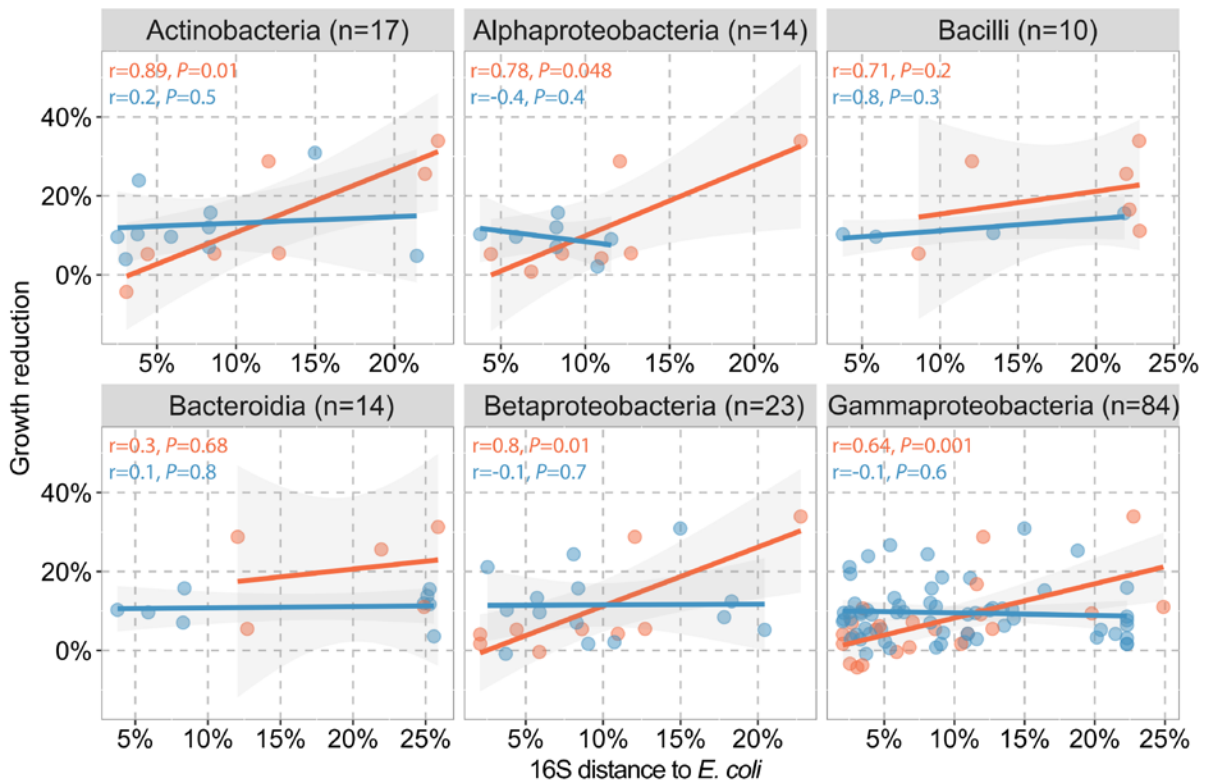 Actinobacteria (n=17)
Alphaproteobacteria (n=14)
Bacilli (n=10)
r=0.89, P=0.01
r=0.2, P=0.5
r=0.78, P=0.048
r=-0.4, P=0.4
r=0.71, P=0.2
r=0.8, P=0.3
40%
20%
0%
5% 10% 15% 20%
5% 10% 15% 20%
5% 10% 15% 20% 25%
Growth reduction
Bacteroidia (n=14)
Betaproteobacteria (n=23)
Gammaproteobacteria (n=84)
r=0.3, P=0.68
r=0.1, P=0.8
r=0.8, P=0.01
r=-0.1, P=0.7
r=0.64, P=0.001
r=-0.1, P=0.6
40%
20%
0%
5% 10% 15% 20% 25%
5% 10% 15% 20%
5% 10% 15% 20% 25%
16S distance to E. coli